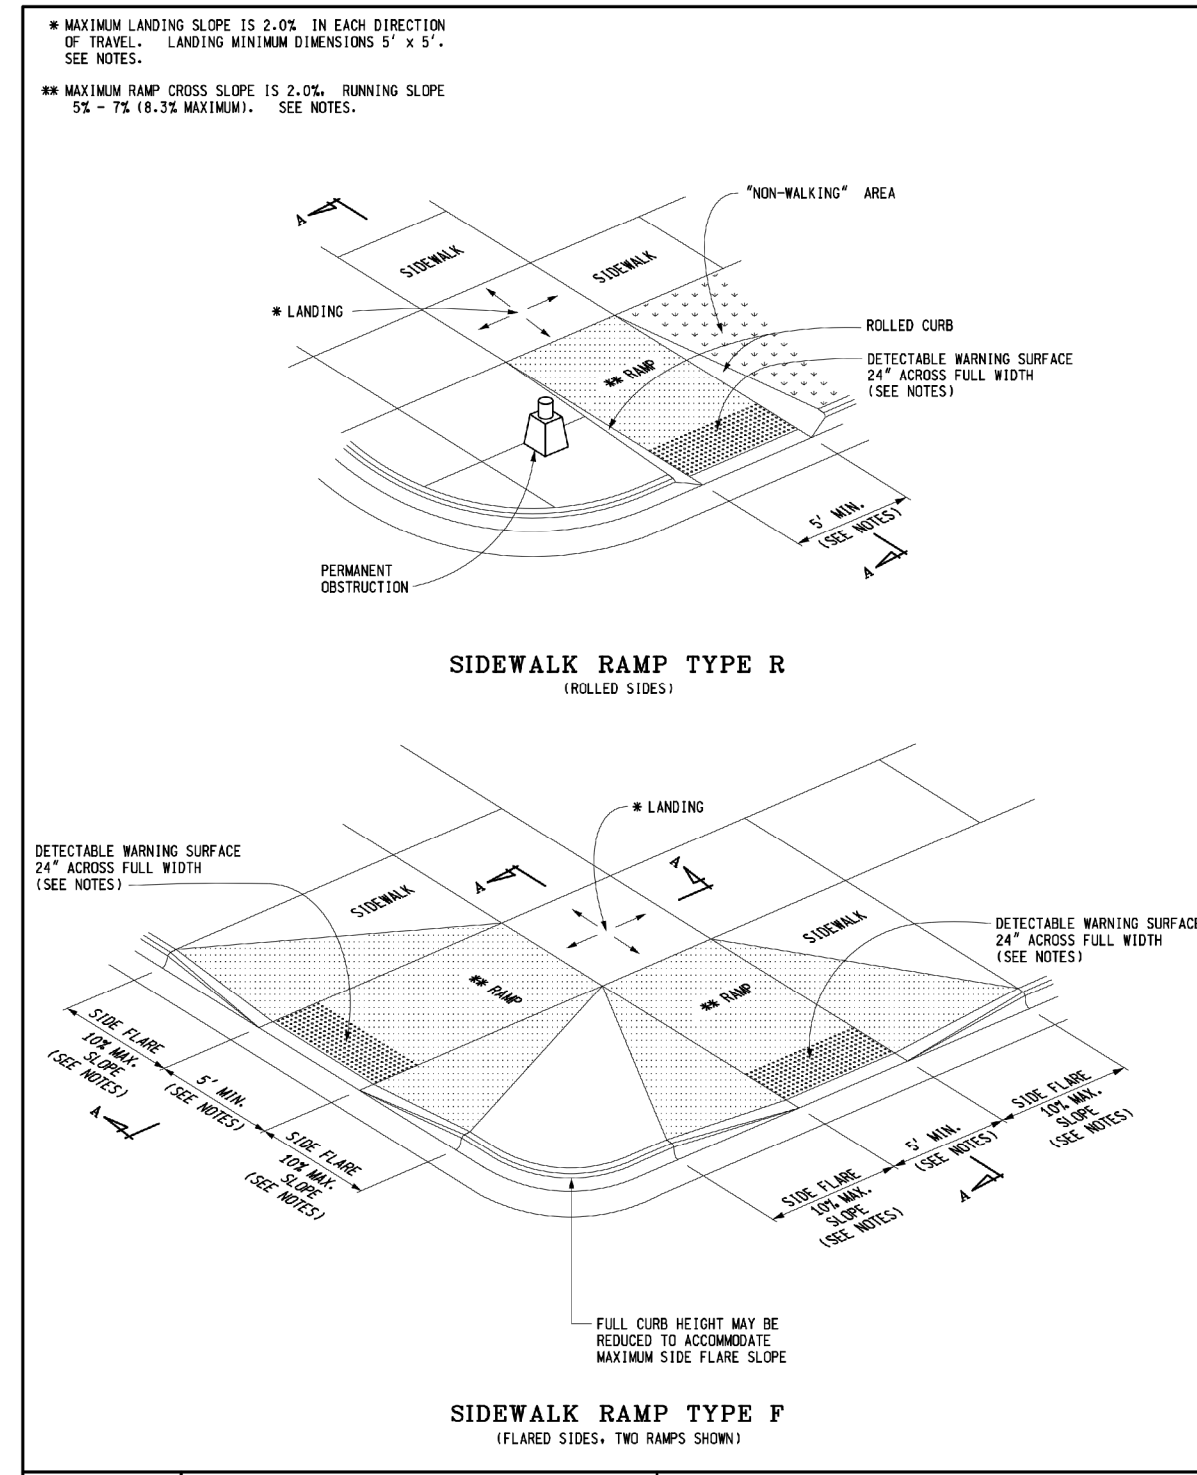 * MAXIMUM LANDING SLOPE IS 2.0% IN EACH DIRECTION
OF TRAVEL. LANDING MINIMUM DIMENSIONS 5' x 5'.
SEE NOTES.
** MAXIMUM RAMP CROSS SLOPE IS 2.0%. RUNNING SLOPE
5% - 7% (8.3% MAXIMUM). SEE NOTES.
"NON-WALKING" AREA
A
SIDEWALK
SIDEWALK
* LANDING
ROLLED CURB
DETECTABLE WARNING SURFACE
24" ACROSS FULL WIDTH
(SEE NOTES)
** RAMP
5' MIN.
(SEE NOTES)
A
PERMANENT
OBSTRUCTION
SIDEWALK RAMP TYPE R
(ROLLED SIDES)
* LANDING
DETECTABLE WARNING SURFACE
24" ACROSS FULL WIDTH
(SEE NOTES)
A
A
SIDEWALK
SIDEWALK
DETECTABLE WARNING SURFACE
24" ACROSS FULL WIDTH
(SEE NOTES)
** RAMP
** RAMP
SIDE FLARE
10% MAX.
SLOPE
(SEE NOTES)
5' MIN.
(SEE NOTES)
A
SIDE FLARE
10% MAX.
SLOPE
(SEE NOTES)
SIDE FLARE
10% MAX.
SLOPE
(SEE NOTES)
5' MIN.
(SEE NOTES)
A
SIDE FLARE
10% MAX.
SLOPE
(SEE NOTES)
FULL CURB HEIGHT MAY BE
REDUCED TO ACCOMMODATE
MAXIMUM SIDE FLARE SLOPE
SIDEWALK RAMP TYPE F
(FLARED SIDES, TWO RAMPS SHOWN)